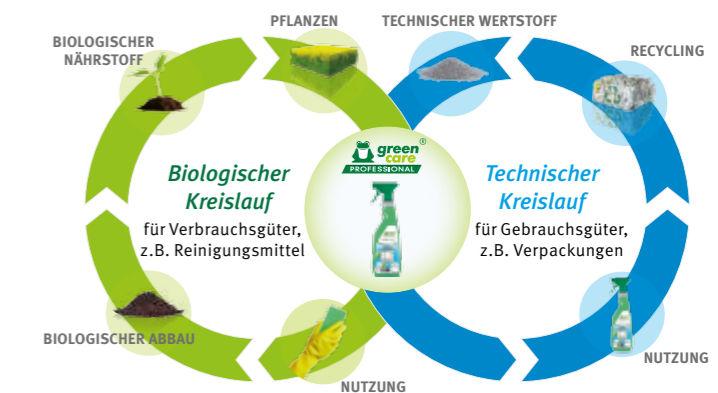 PFLANZEN
TECHNISCHER WERTSTOFF
BIOLOGISCHER
NÄHRSTOFF
RECYCLING
green
care
®
PROFESSIONAL
Biologischer
Kreislauf
für Verbrauchsgüter,
z.B. Reinigungsmittel
Technischer
Kreislauf
für Gebrauchsgüter,
z.B. Verpackungen
BIOLOGISCHER ABBAU
NUTZUNG
NUTZUNG